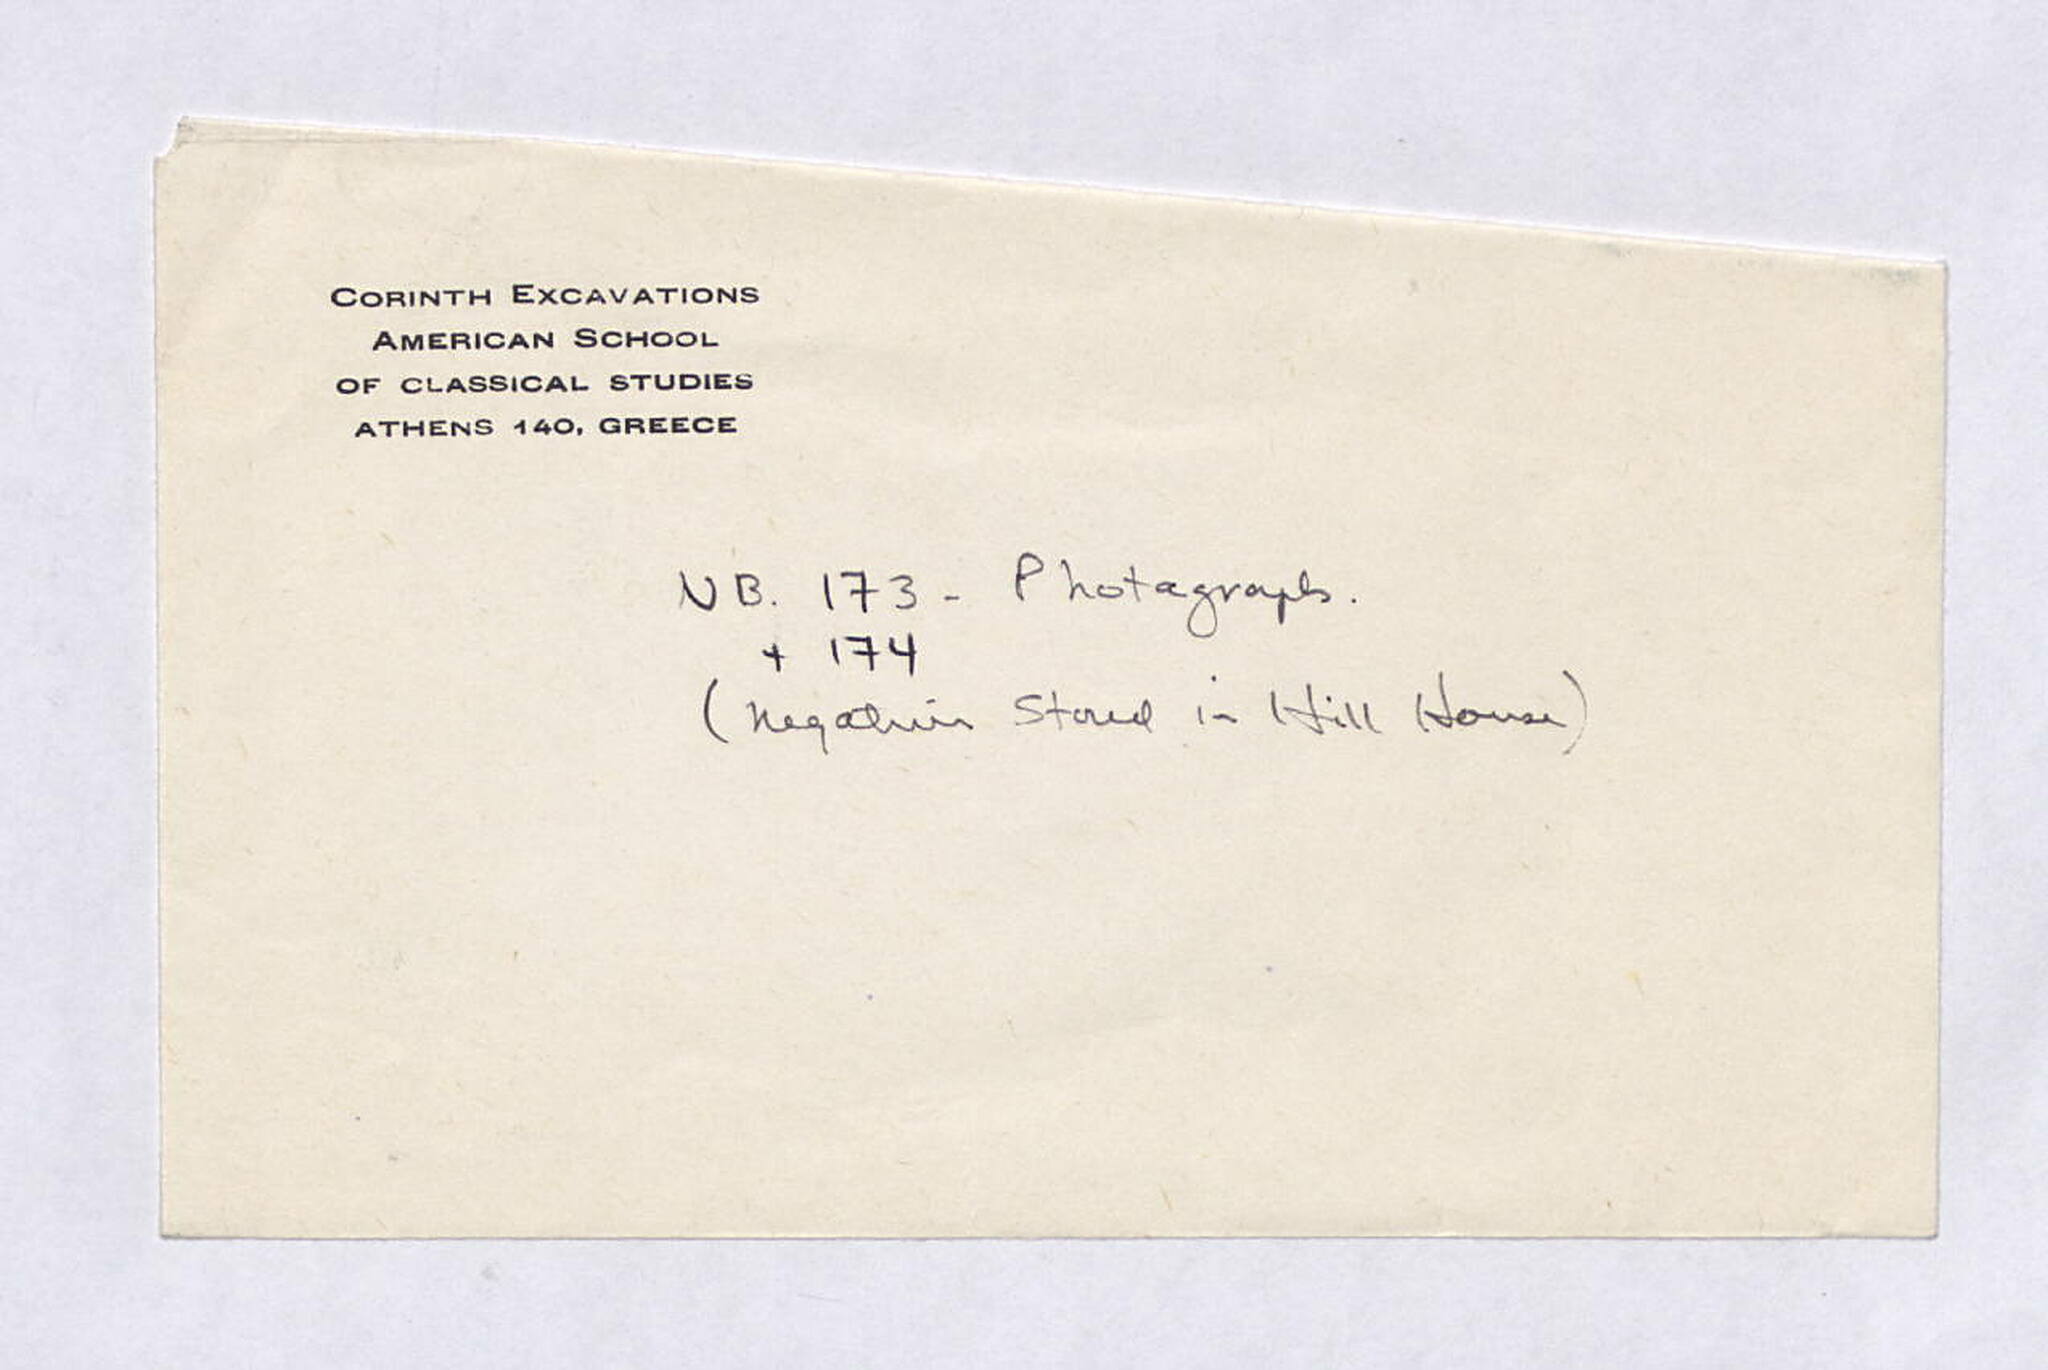 CORINTH EXCAVATIONS
AMERICAN SCHOOL
OF CLASSICAL STUDIES
ATHENS 140, GREECE
NB. 173 - Photographs.
+ 174
(Negatives Stored in Hill House)